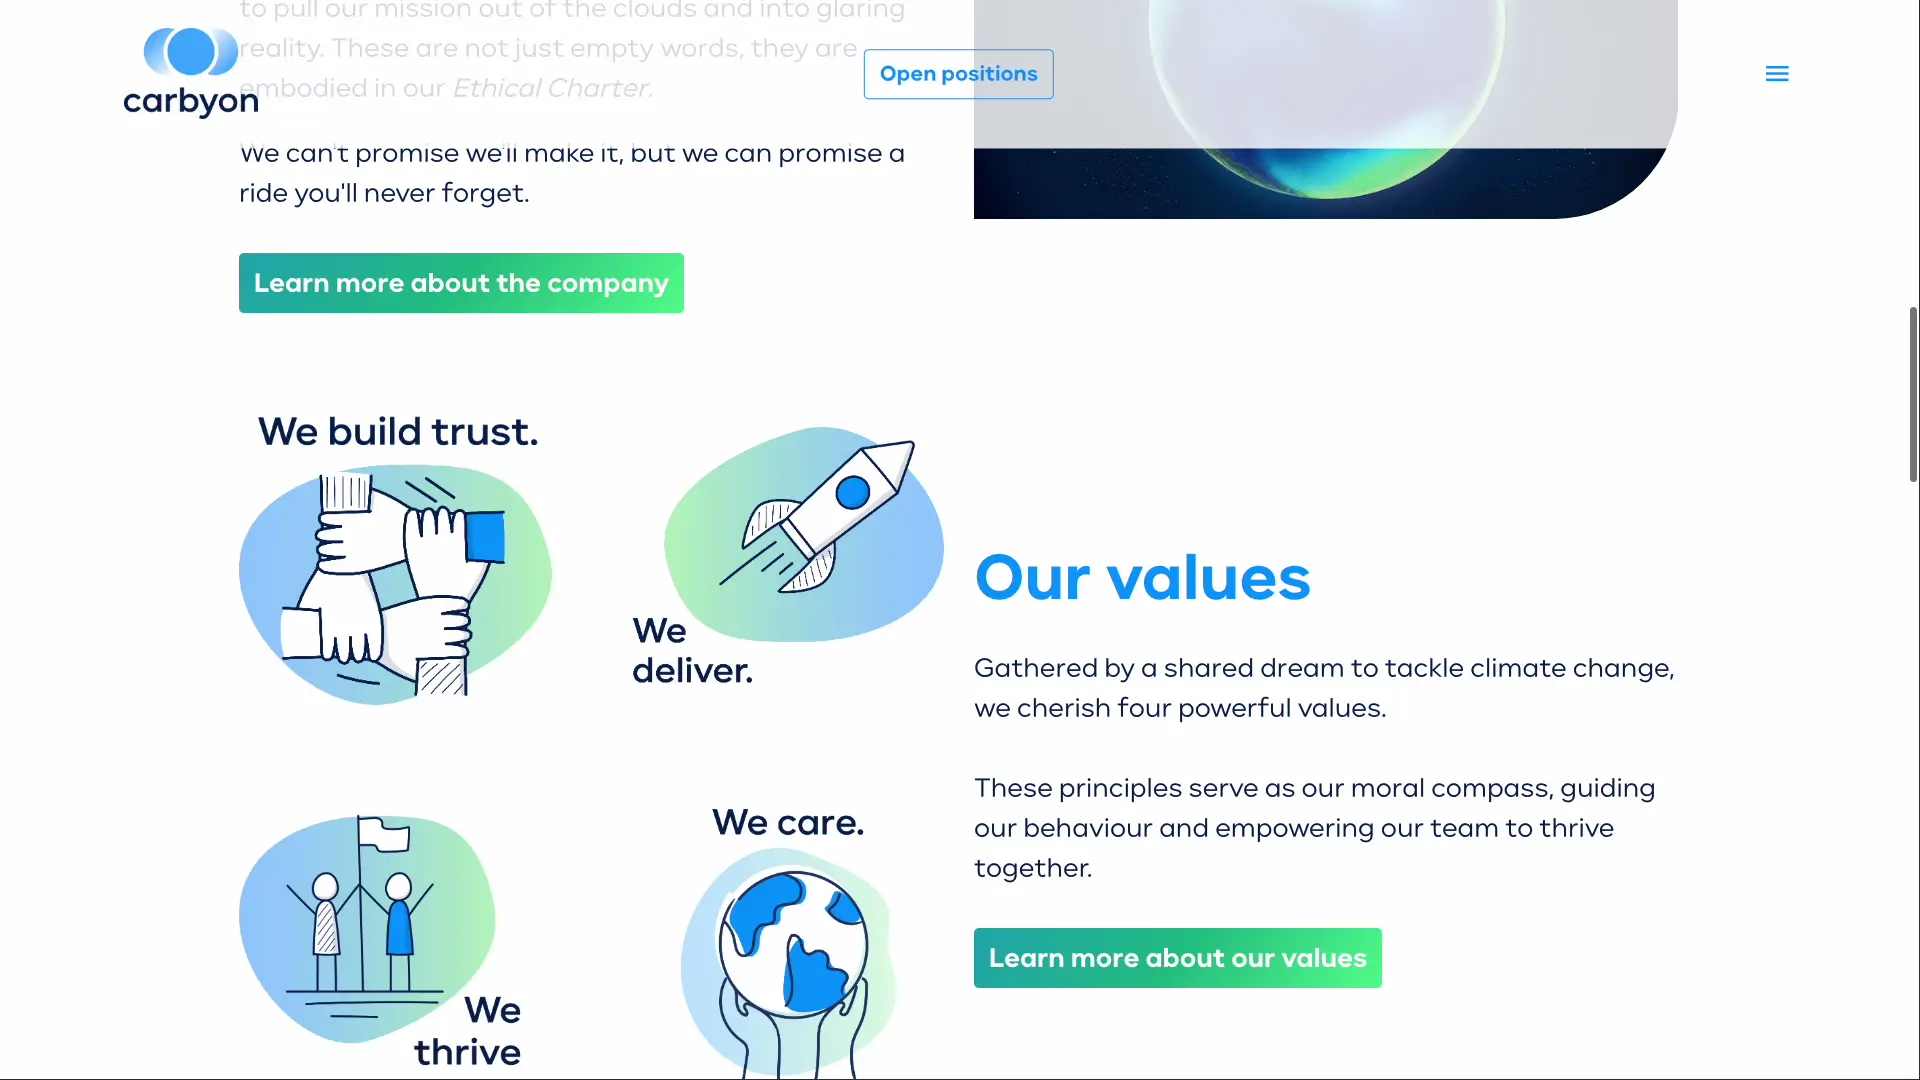 to pull our mission out of the clouds and into glaring
reality. These are not just empty words, they are
embodied in our Ethical Charter.
carbyon
Open positions
We can't promise we'll make it, but we can promise a
ride you'll never forget.
Learn more about the company
We build trust.
We
deliver.
We
thrive
We care.
Our values
Gathered by a shared dream to tackle climate change,
we cherish four powerful values.
These principles serve as our moral compass, guiding
our behaviour and empowering our team to thrive
together.
Learn more about our values